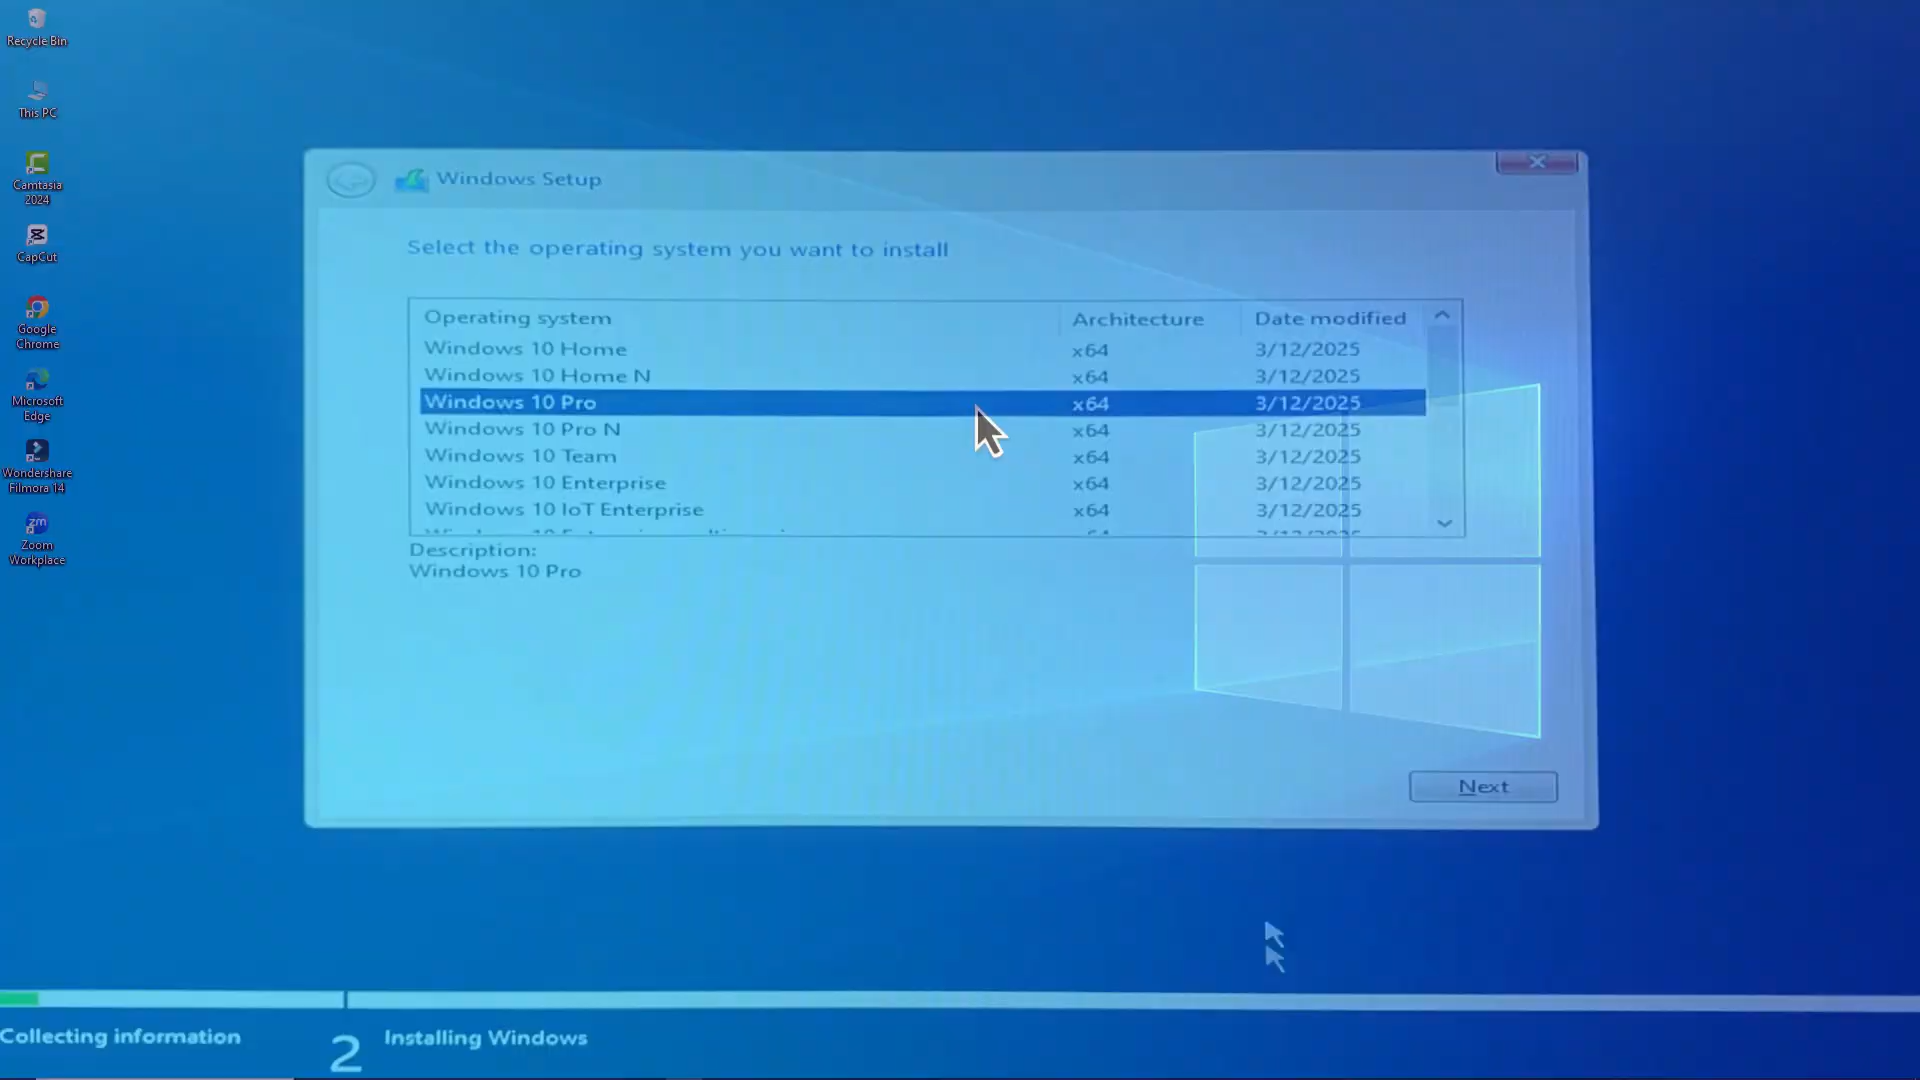 Recycle Bin
This PC
Camtasia
2024
CapCut
Google
Chrome
Microsoft
Edge
Wondershare
Filmora 14
zm
Zoom
Workplace
Windows Setup
Select the operating system you want to install
Operating system Architecture Date modified
Windows 10 Home x64 3/12/2025
Windows 10 Home N x64 3/12/2025
Windows 10 Pro x64 3/12/2025
Windows 10 Pro N x64 3/12/2025
Windows 10 Team x64 3/12/2025
Windows 10 Enterprise x64 3/12/2025
Windows 10 IoT Enterprise x64 3/12/2025
Description:
Windows 10 Pro
Next
Collecting information
2 Installing Windows